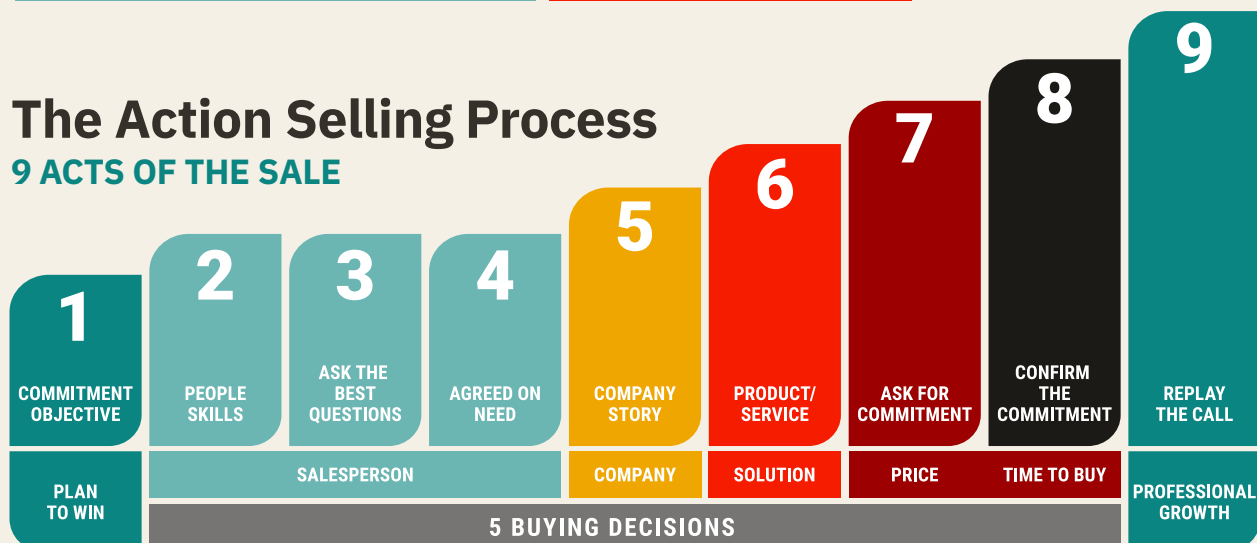 The Action Selling Process
9 ACTS OF THE SALE
1
COMMITMENT
OBJECTIVE
2
PEOPLE
SKILLS
3
ASK THE
BEST
QUESTIONS
4
AGREED ON
NEED
5
COMPANY
STORY
6
PRODUCT/
SERVICE
7
ASK FOR
COMMITMENT
8
CONFIRM
THE
COMMITMENT
9
REPLAY
THE CALL
PLAN
TO WIN
SALESPERSON
COMPANY
SOLUTION
PRICE
TIME TO BUY
PROFESSIONAL
GROWTH
5 BUYING DECISIONS